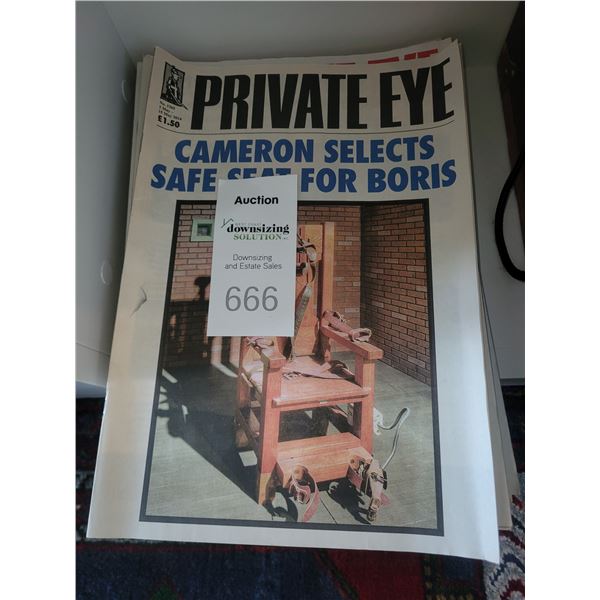 PRIVATE EYE
£1.50
CAMERON SELECTS
SAFE SEAT FOR BORIS
Auction
downsizing
SOLUTION
Downsizing
and Estate Sales
666